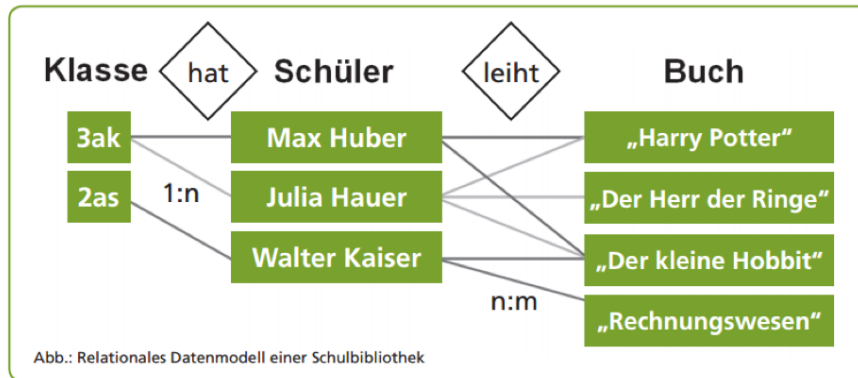 Klasse hat Schüler leiht Buch
3ak Max Huber „Harry Potter“
2as 1:n Julia Hauer „Der Herr der Ringe“
Walter Kaiser „Der kleine Hobbit“
n:m „Rechnungswesen“
Abb.: Relationales Datenmodell einer Schulbibliothek